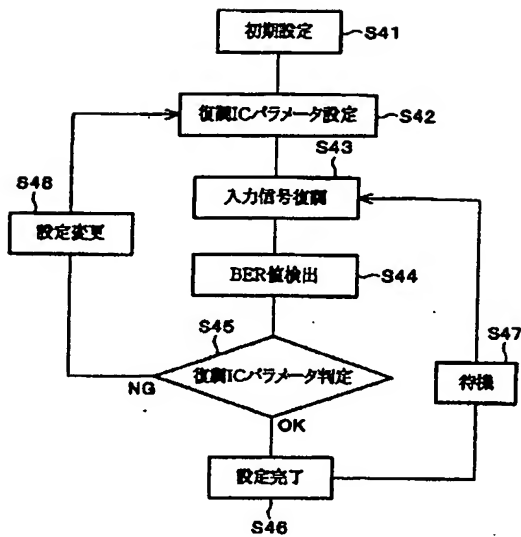 初期設定
S41
復調ICパラメータ設定
S42
S43
入力信号復調
S48
設定変更
BER値検出
S44
S45
復調ICパラメータ判定
NG
S47
待機
OK
設定完了
S46